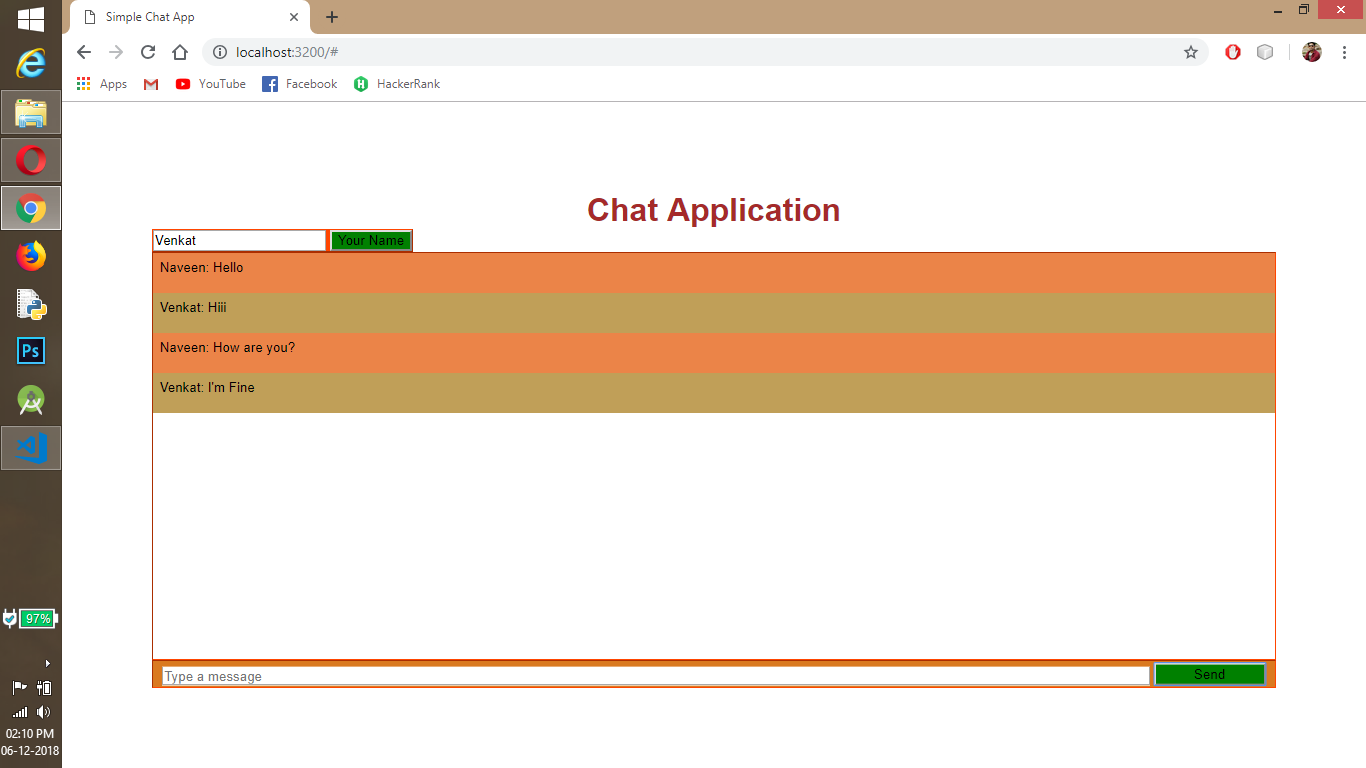 Simple Chat App
localhost:3200/#
Apps YouTube Facebook HackerRank
Chat Application
Venkat Your Name
Naveen: Hello
Venkat: Hiii
Naveen: How are you?
Venkat: I'm Fine
Type a message Send
Ps
97%
02:10 PM
06-12-2018